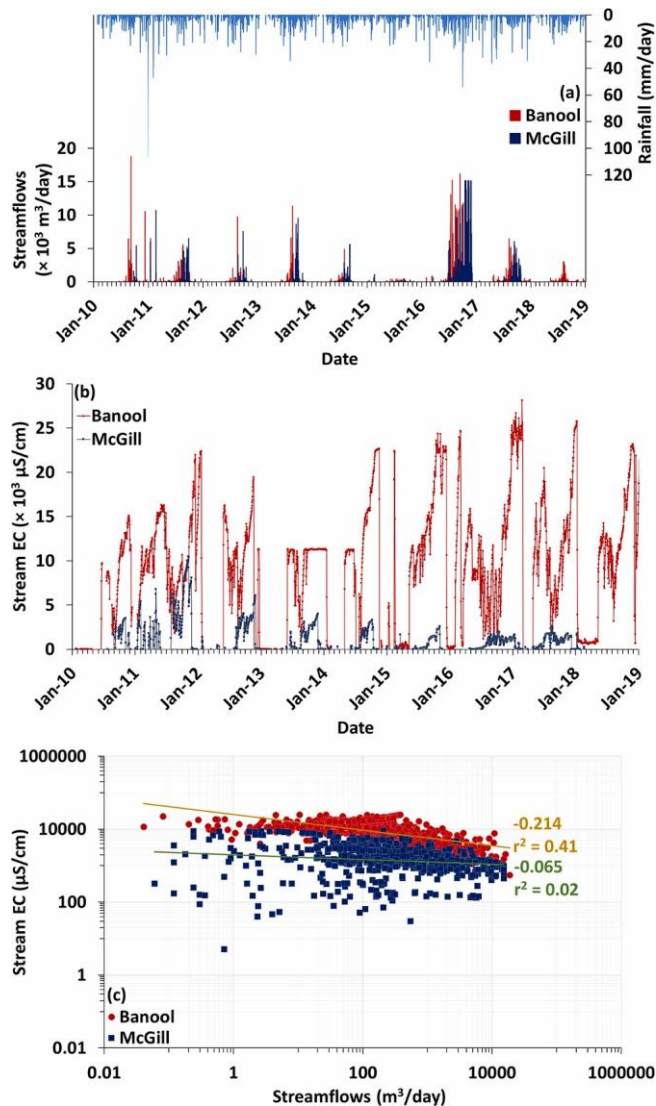 0
20
40
60
80
100
120
Rainfall (mm/day)
(a)
Banool
McGill
20
15
10
5
0
Streamflows
(× 10³ m³/day)
Jan-10
Jan-11
Jan-12
Jan-13
Jan-14
Jan-15
Jan-16
Jan-17
Jan-18
Jan-19
Date
(b)
Banool
McGill
30
25
20
15
10
5
0
Stream EC (× 10³ µS/cm)
Jan-10
Jan-11
Jan-12
Jan-13
Jan-14
Jan-15
Jan-16
Jan-17
Jan-18
Jan-19
Date
1000000
10000
100
1
0.01
Stream EC (µS/cm)
-0.214
r² = 0.41
-0.065
r² = 0.02
(c)
Banool
McGill
0.01
1
100
10000
1000000
Streamflows (m³/day)